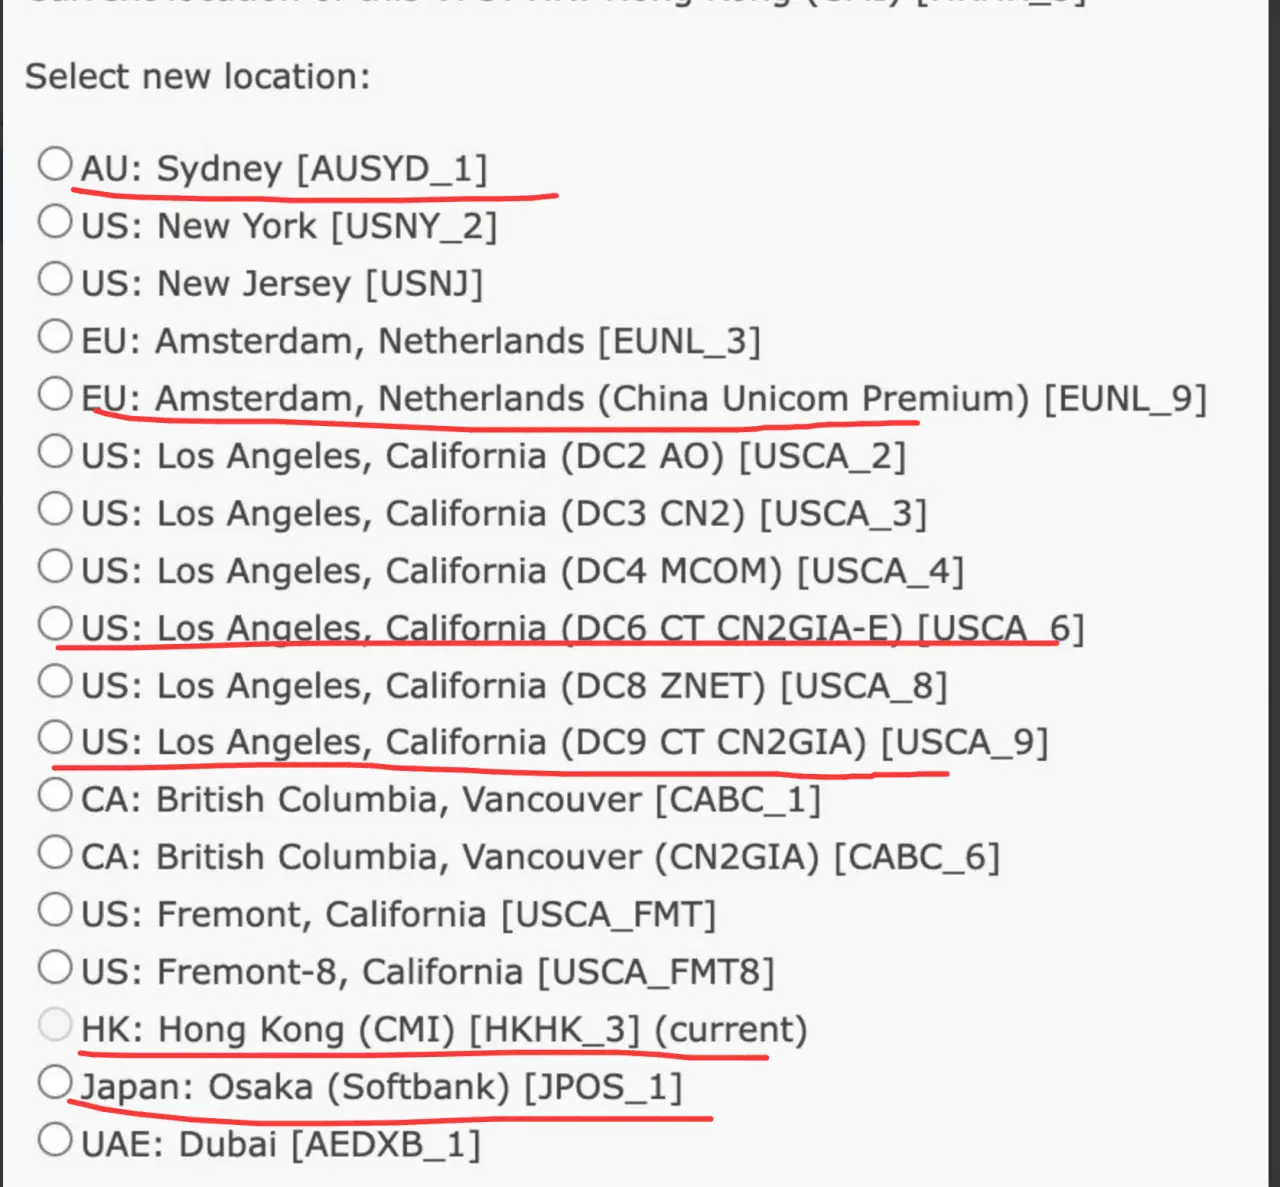 Select new location:
AU: Sydney [AUSYD_1]
US: New York [USNY_2]
US: New Jersey [USNJ]
EU: Amsterdam, Netherlands [EUNL_3]
EU: Amsterdam, Netherlands (China Unicom Premium) [EUNL_9]
US: Los Angeles, California (DC2 AO) [USCA_2]
US: Los Angeles, California (DC3 CN2) [USCA_3]
US: Los Angeles, California (DC4 MCOM) [USCA_4]
US: Los Angeles, California (DC6 CT CN2GIA-E) [USCA_6]
US: Los Angeles, California (DC8 ZNET) [USCA_8]
US: Los Angeles, California (DC9 CT CN2GIA) [USCA_9]
CA: British Columbia, Vancouver [CABC_1]
CA: British Columbia, Vancouver (CN2GIA) [CABC_6]
US: Fremont, California [USCA_FMT]
US: Fremont-8, California [USCA_FMT8]
HK: Hong Kong (CMI) [HKHK_3] (current)
Japan: Osaka (Softbank) [JPOS_1]
UAE: Dubai [AEDXB_1]